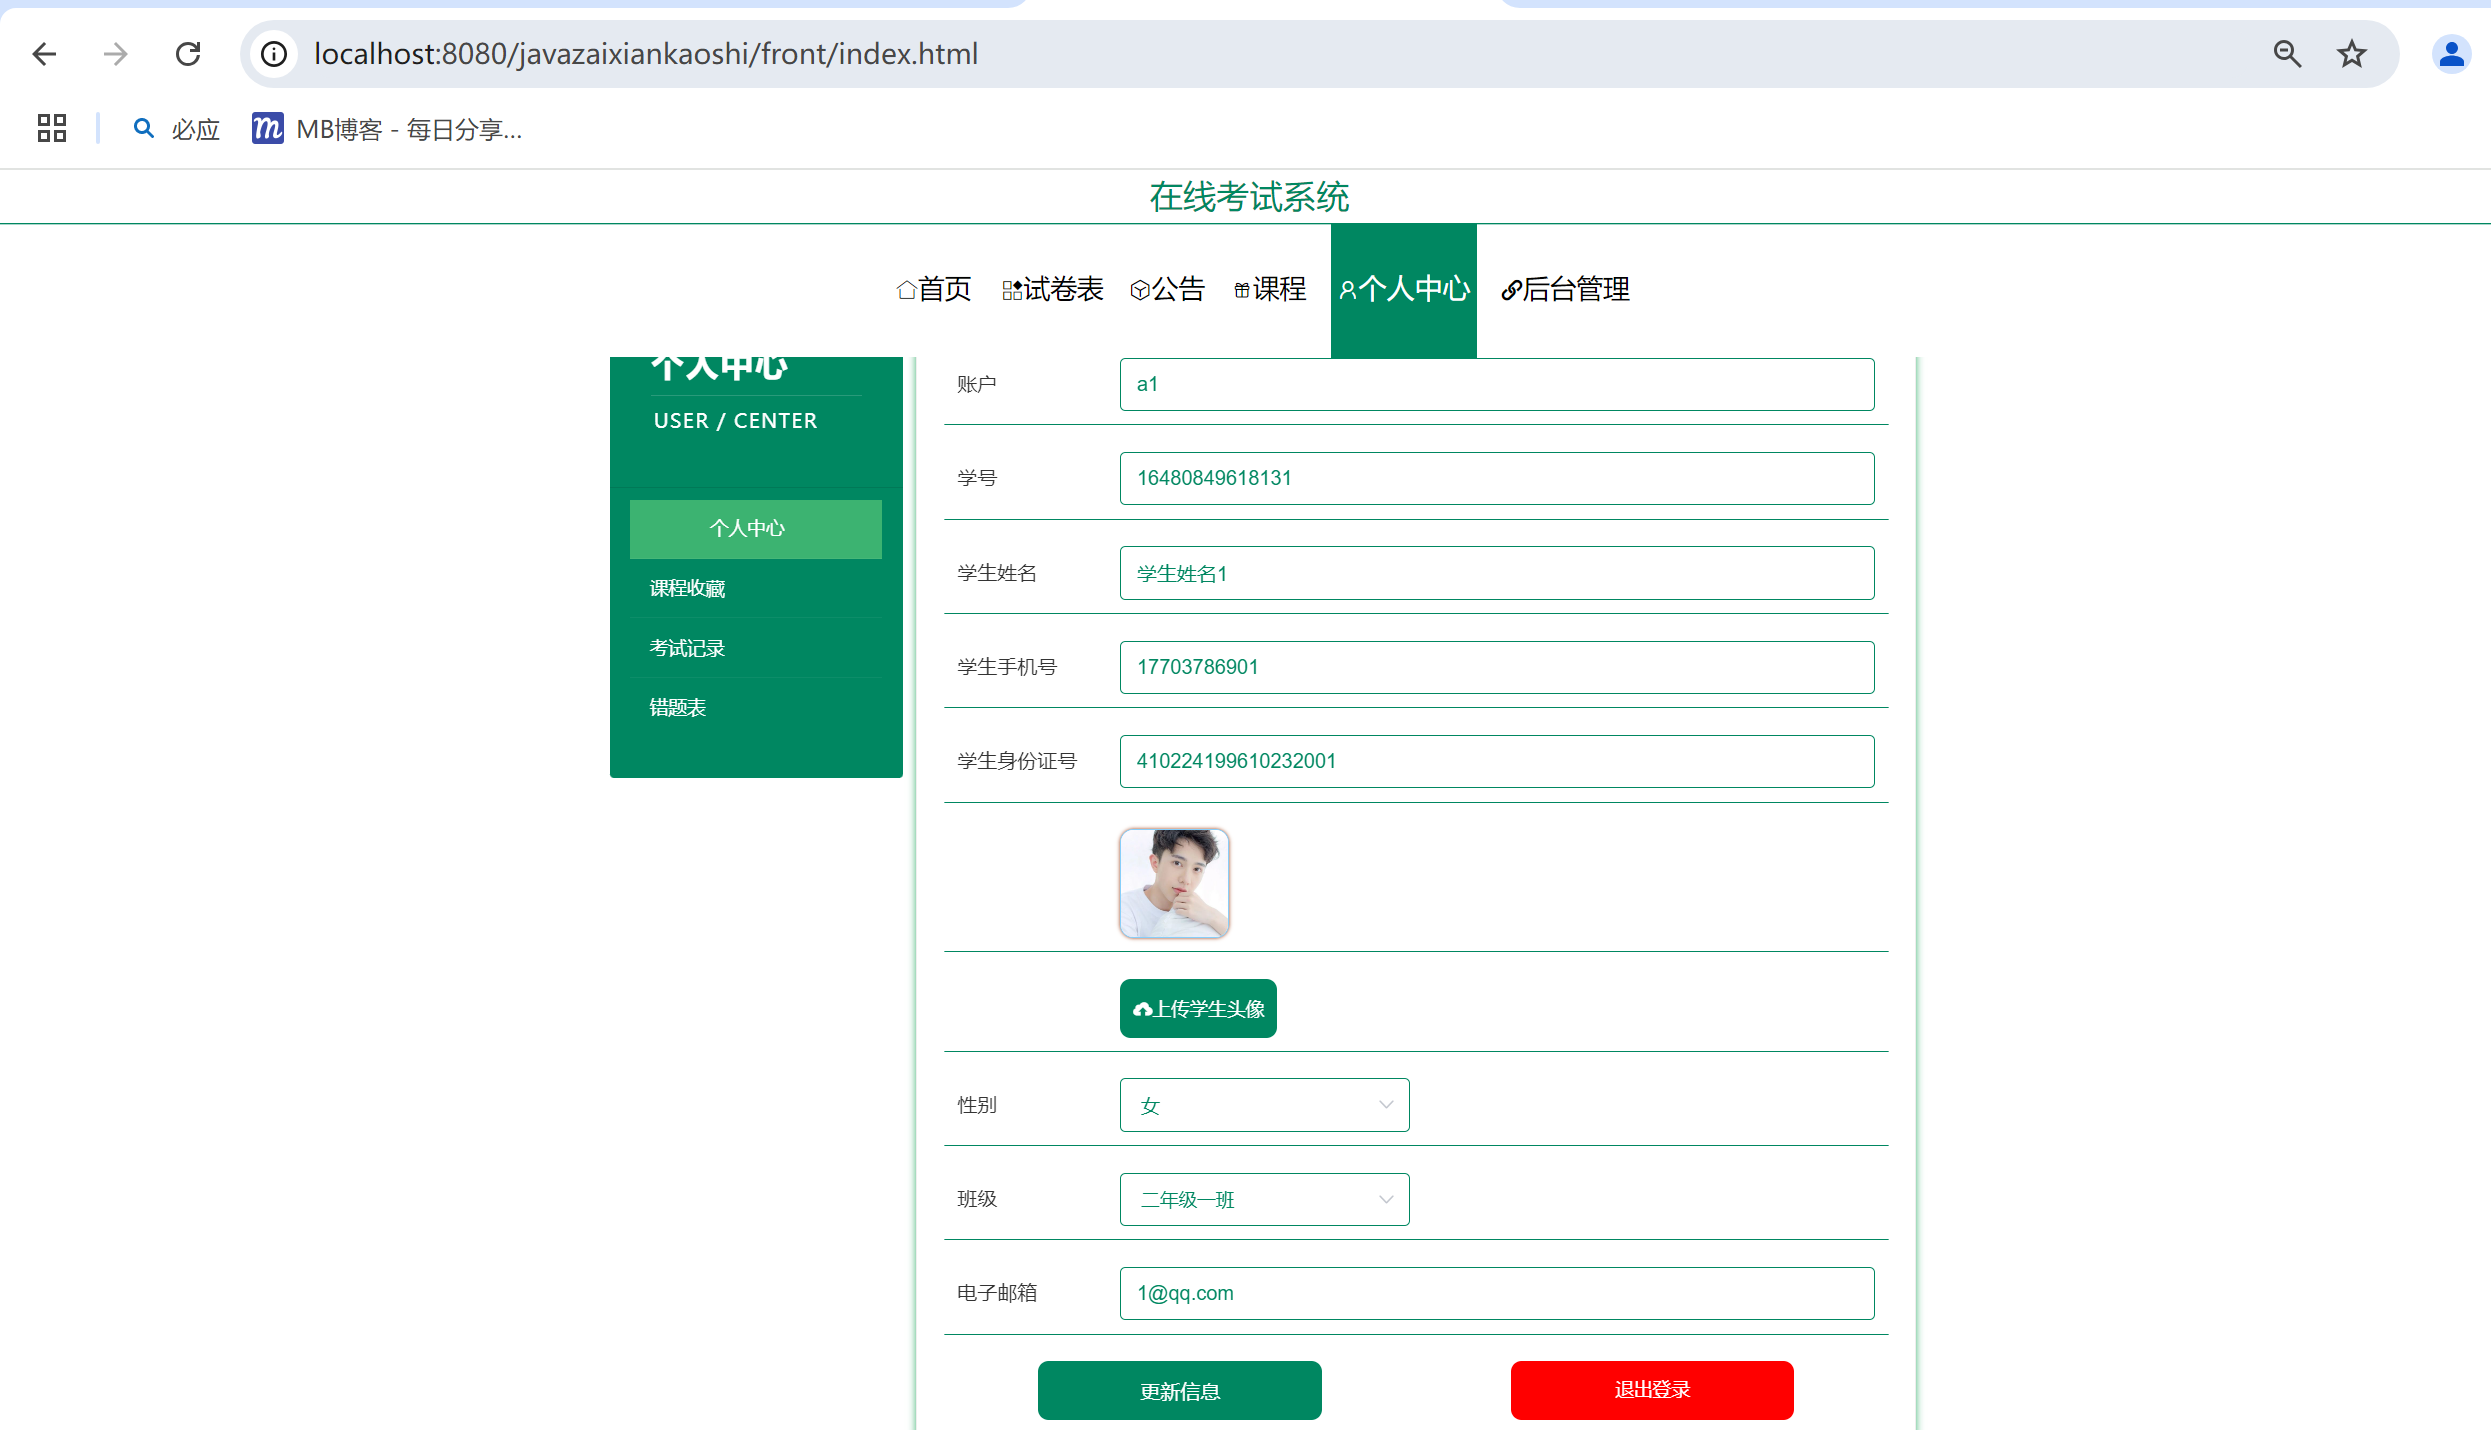 localhost:8080/javazaixiankaoshi/front/index.html
必应
MB博客 - 每日分享...
在线考试系统
首页 试卷表 公告 课程 个人中心 后台管理
个人中心
USER / CENTER
个人中心
课程收藏
考试记录
错题表
账户 a1
学号 16480849618131
学生姓名 学生姓名1
学生手机号 17703786901
学生身份证号 410224199610232001
上传学生头像
性别 女
班级 二年级一班
电子邮箱 1@qq.com
更新信息 退出登录